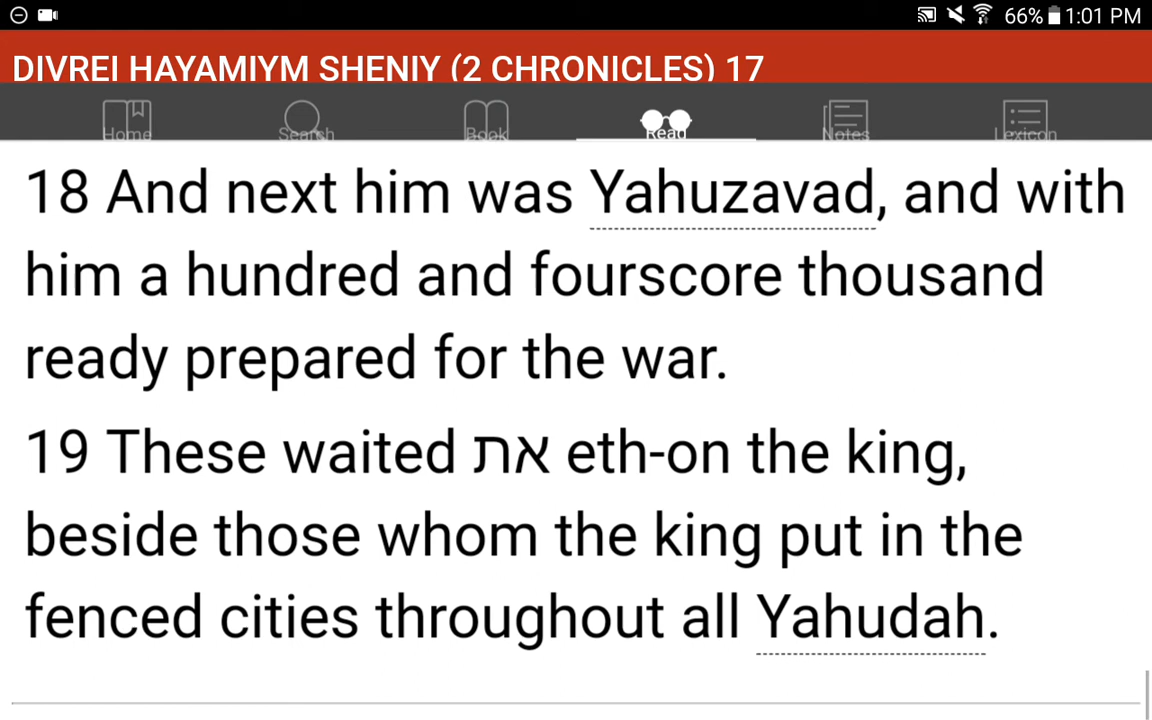 66% 1:01 PM
DIVREI HAYAMIYM SHENIY (2 CHRONICLES) 17
Home Search Book Read Notes Lexicon
18 And next him was Yahuzavad, and with
him a hundred and fourscore thousand
ready prepared for the war.
19 These waited את eth-on the king,
beside those whom the king put in the
fenced cities throughout all Yahudah.